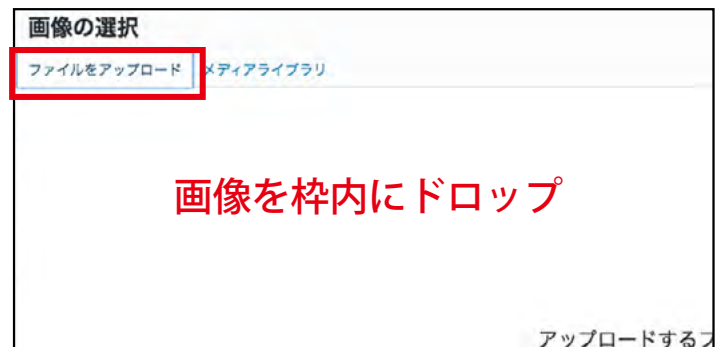 画像の選択
ファイルをアップロード メディアライブラリ
画像を枠内にドロップ
アップロードする